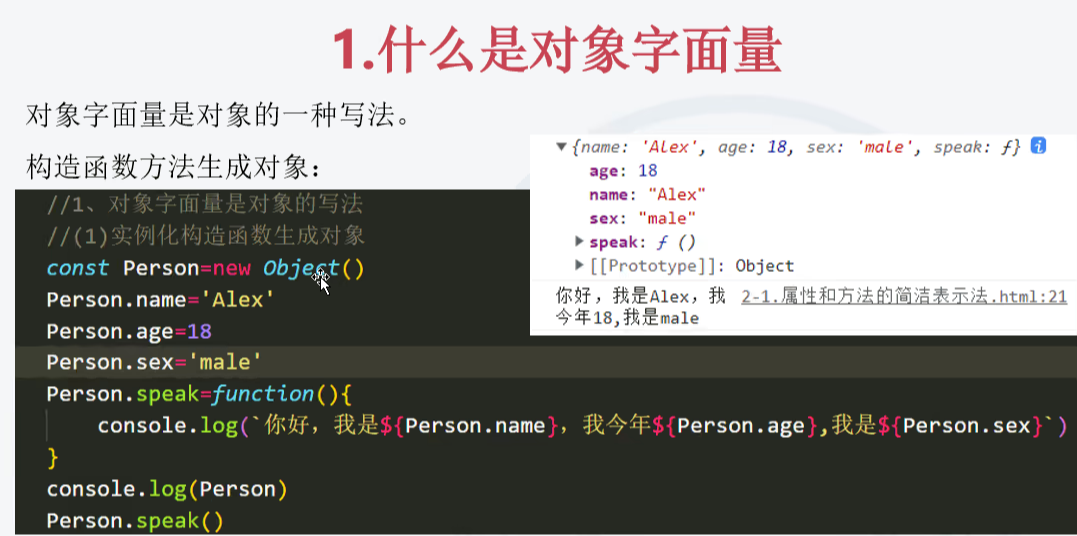 1.什么是对象字面量
对象字面量是对象的一种写法。
构造函数方法生成对象：
//1、对象字面量是对象的写法
//(1)实例化构造函数生成对象
const Person=new Object()
Person.name='Alex'
Person.age=18
Person.sex='male'
Person.speak=function(){
console.log(`你好，我是${Person.name}，我今年${Person.age},我是${Person.sex}`)
}
console.log(Person)
Person.speak()
▼{name: 'Alex', age: 18, sex: 'male', speak: ƒ} i
age: 18
name: "Alex"
sex: "male"
▶speak: ƒ ()
▶[[Prototype]]: Object
你好，我是Alex，我 2-1.属性和方法的简洁表示法.html:21
今年18,我是male